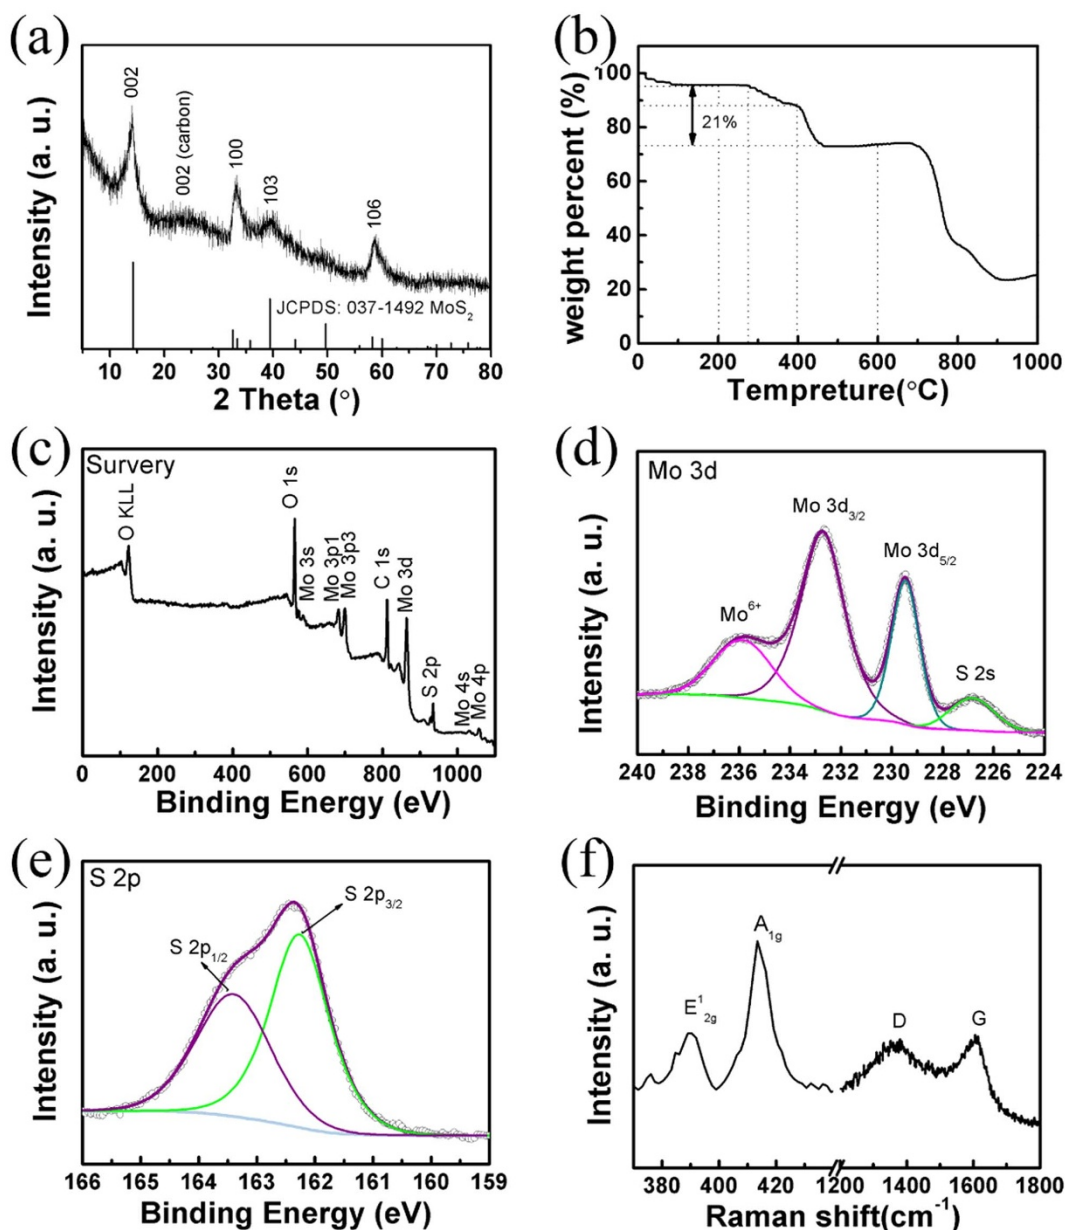 (a)
Intensity (a. u.)
002
002 (carbon)
100
103
106
JCPDS: 037-1492 MoS₂
10 20 30 40 50 60 70 80
2 Theta (°)
(b)
weight percent (%)
100
80
60
40
20
0
21%
0 200 400 600 800 1000
Tempreture(°C)
(c)
Survery
Intensity (a. u.)
O KLL
O 1s
Mo 3s
Mo 3p1
Mo 3p3
C 1s
Mo 3d
S 2p
Mo 4s
Mo 4p
0 200 400 600 800 1000
Binding Energy (eV)
(d)
Mo 3d
Intensity (a. u.)
Mo⁶⁺
Mo 3d₃/₂
Mo 3d₅/₂
S 2s
240 238 236 234 232 230 228 226 224
Binding Energy (eV)
(e)
S 2p
Intensity (a. u.)
S 2p₁/₂
S 2p₃/₂
166 165 164 163 162 161 160 159
Binding Energy (eV)
(f)
Intensity (a. u.)
E¹₂g
A₁g
D
G
380 400 420 1200 1400 1600 1800
Raman shift(cm⁻¹)